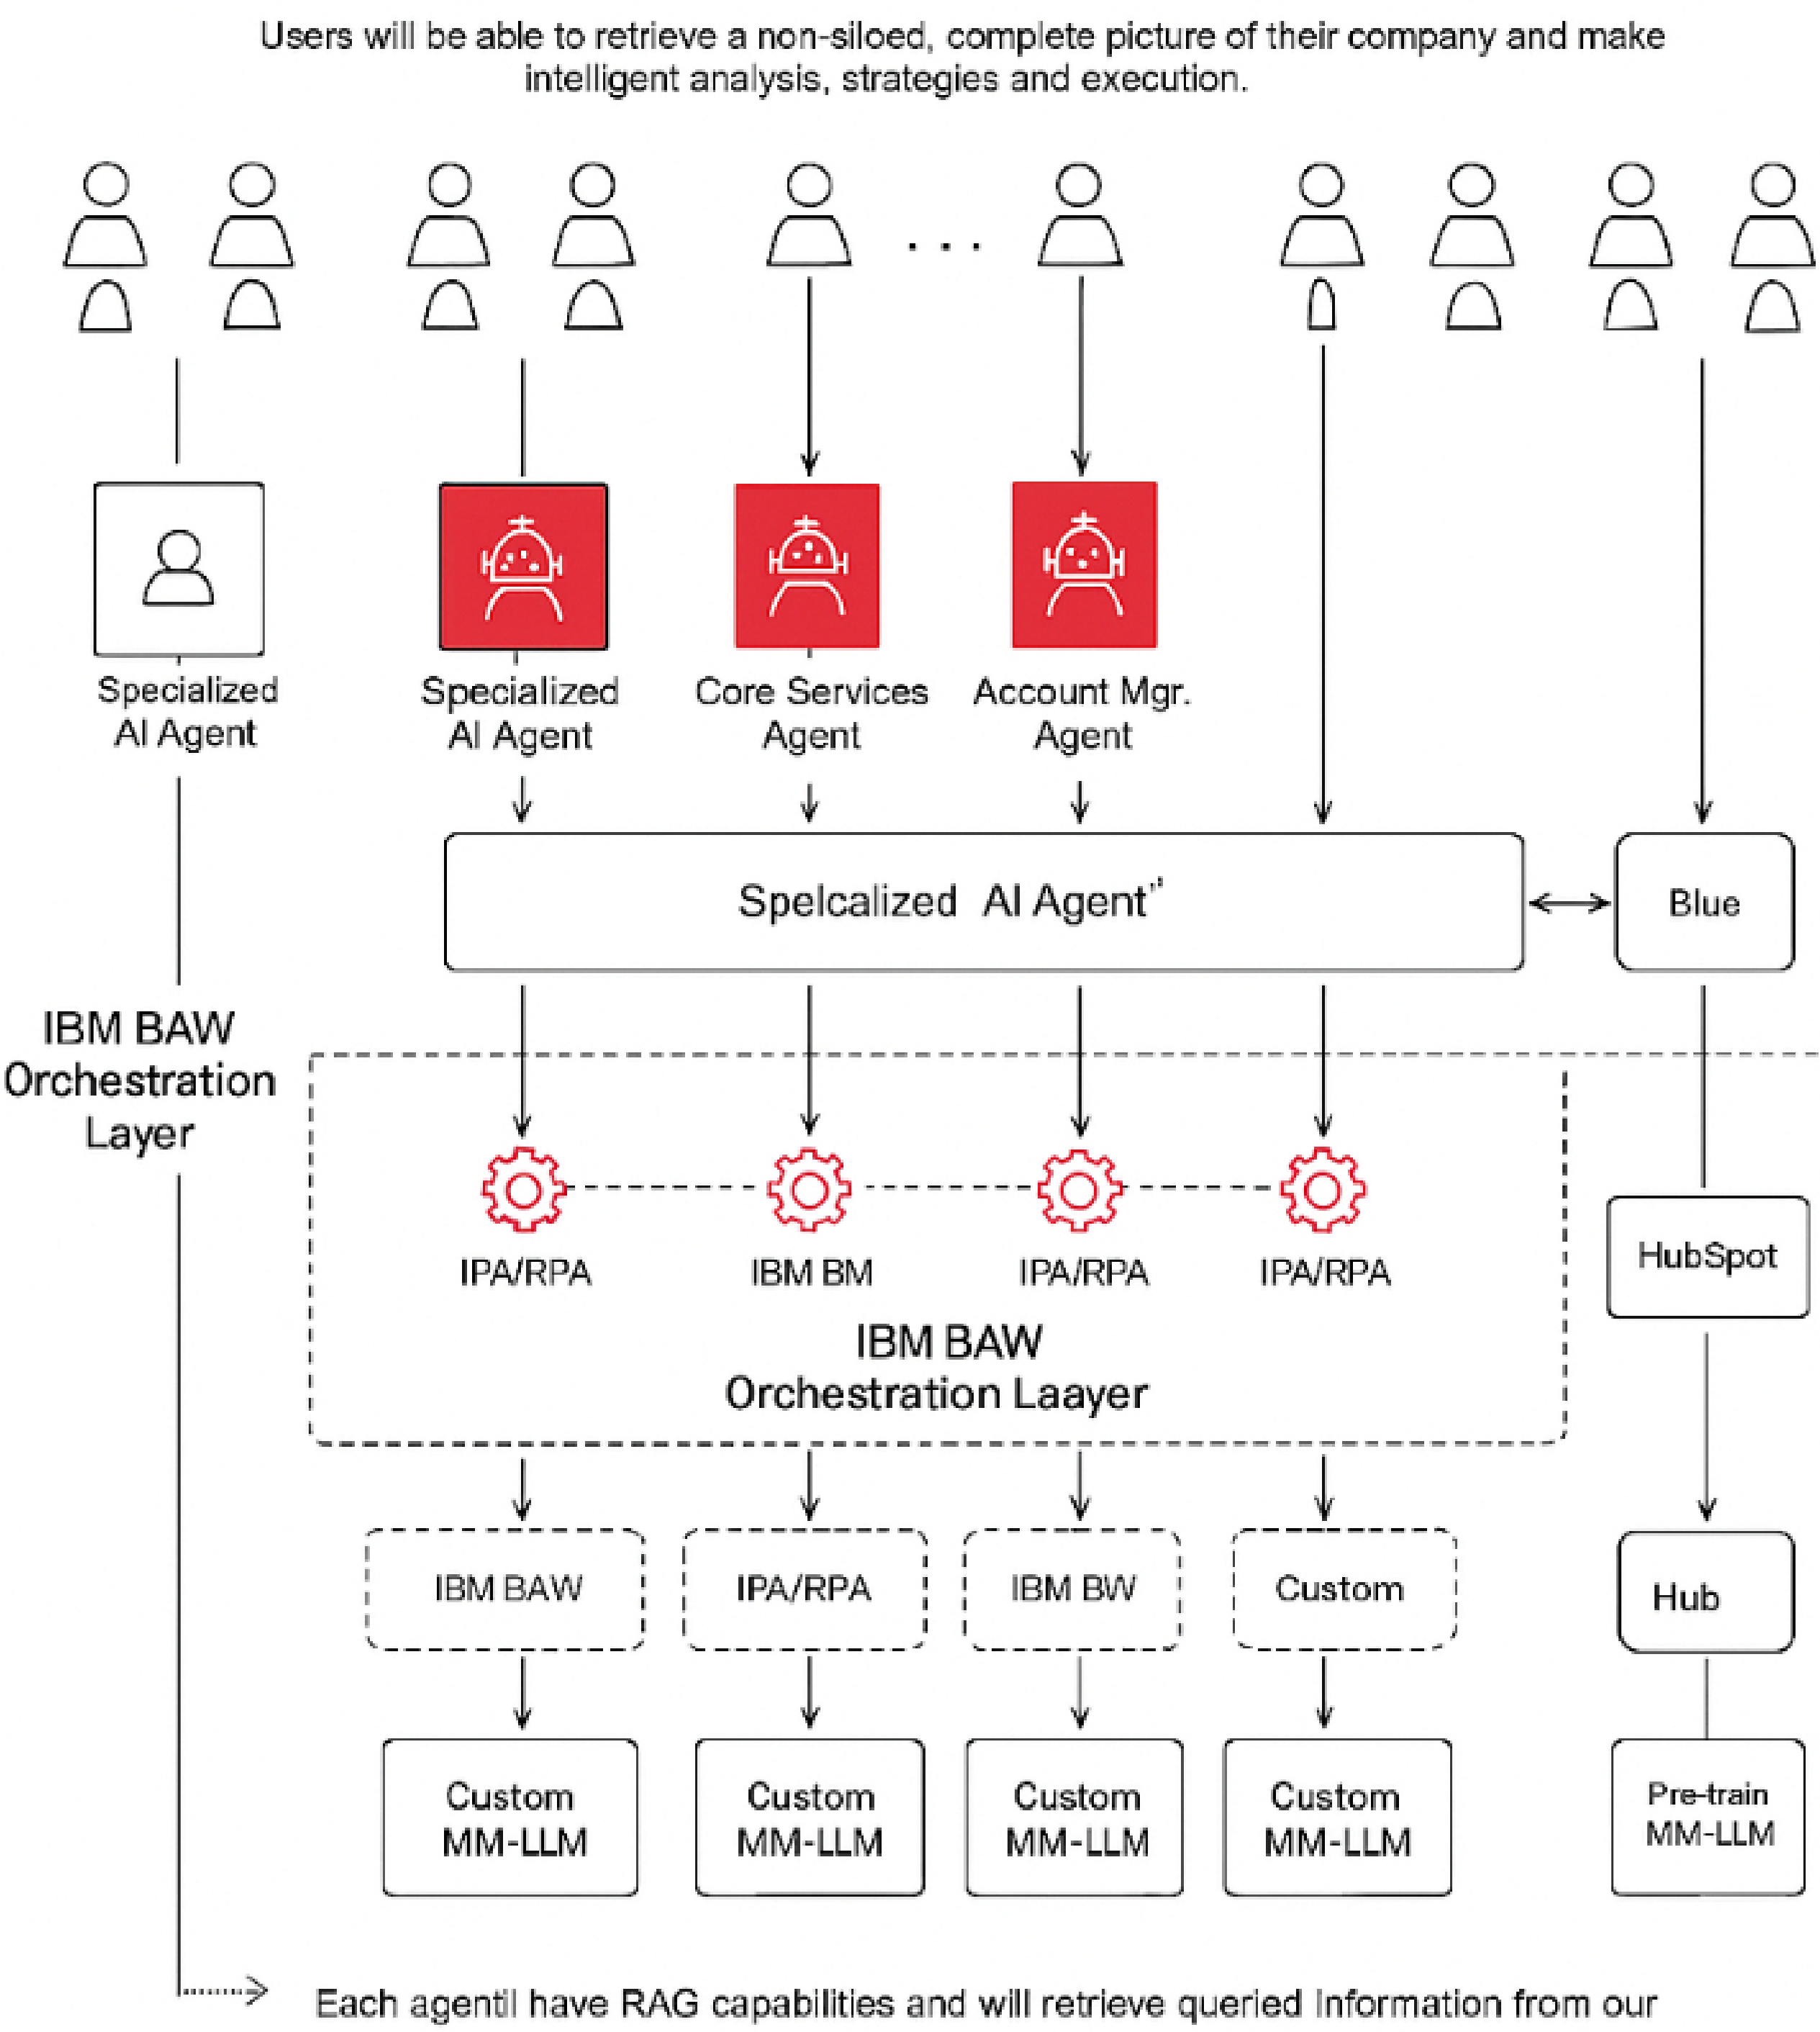 Users will be able to retrieve a non-siloed, complete picture of their company and make
intelligent analysis, strategies and execution.
Specialized
AI Agent
Specialized
AI Agent
Core Services
Agent
Account Mgr.
Agent
Spelcalized AI Agent"
Blue
IBM BAW
Orchestration
Layer
IPA/RPA
IBM BM
IPA/RPA
IPA/RPA
HubSpot
IBM BAW
Orchestration Laayer
IBM BAW
IPA/RPA
IBM BW
Custom
Hub
Custom
MM-LLM
Custom
MM-LLM
Custom
MM-LLM
Custom
MM-LLM
Pre-train
MM-LLM
Each agentil have RAG capabilities and will retrieve queried Information from our